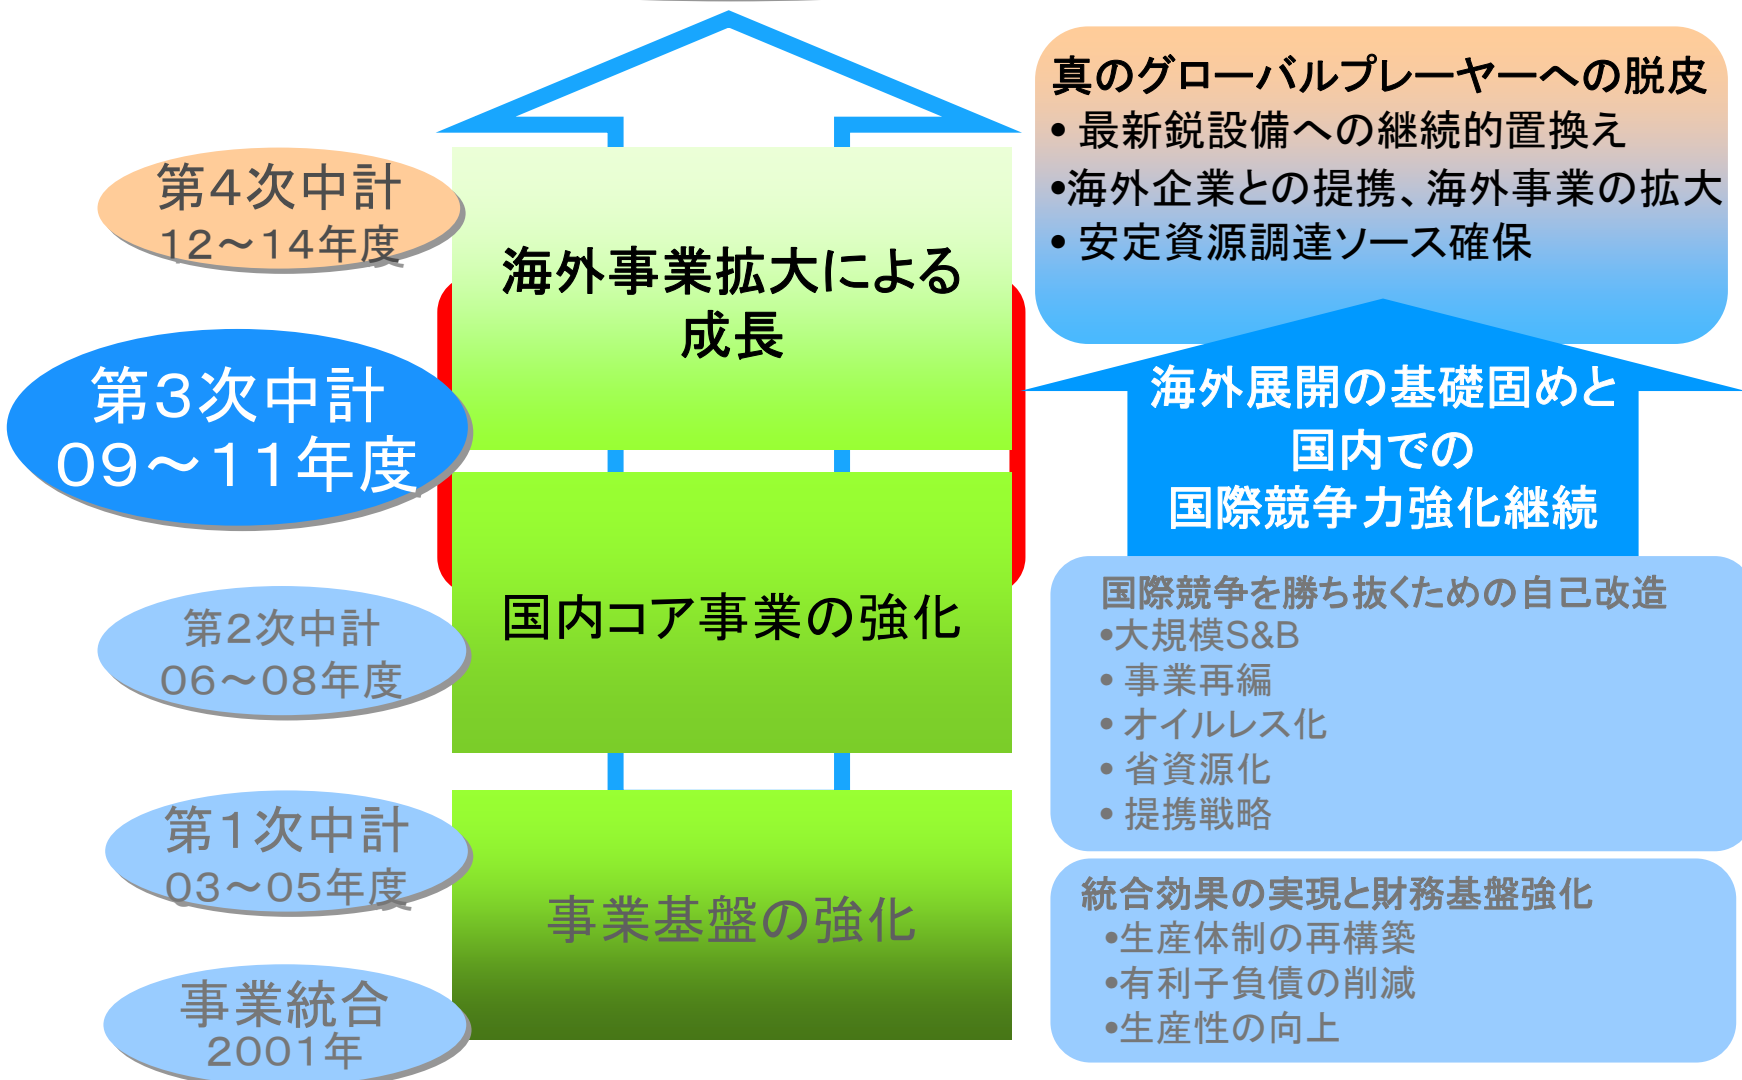 第4次中計
12～14年度
第3次中計
09～11年度
第2次中計
06～08年度
第1次中計
03～05年度
事業統合
2001年
海外事業拡大による
成長
国内コア事業の強化
事業基盤の強化
真のグローバルプレーヤーへの脱皮
• 最新鋭設備への継続的置換え
•海外企業との提携、海外事業の拡大
• 安定資源調達ソース確保
海外展開の基礎固めと
国内での
国際競争力強化継続
国際競争を勝ち抜くための自己改造
•大規模S&B
• 事業再編
• オイルレス化
• 省資源化
• 提携戦略
統合効果の実現と財務基盤強化
•生産体制の再構築
•有利子負債の削減
•生産性の向上